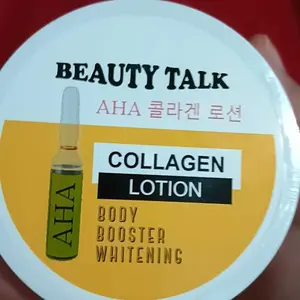 BEAUTY TALK
AHA 콜라겐 로션
COLLAGEN
LOTION
AHA
BODY
BOOSTER
WHITENING